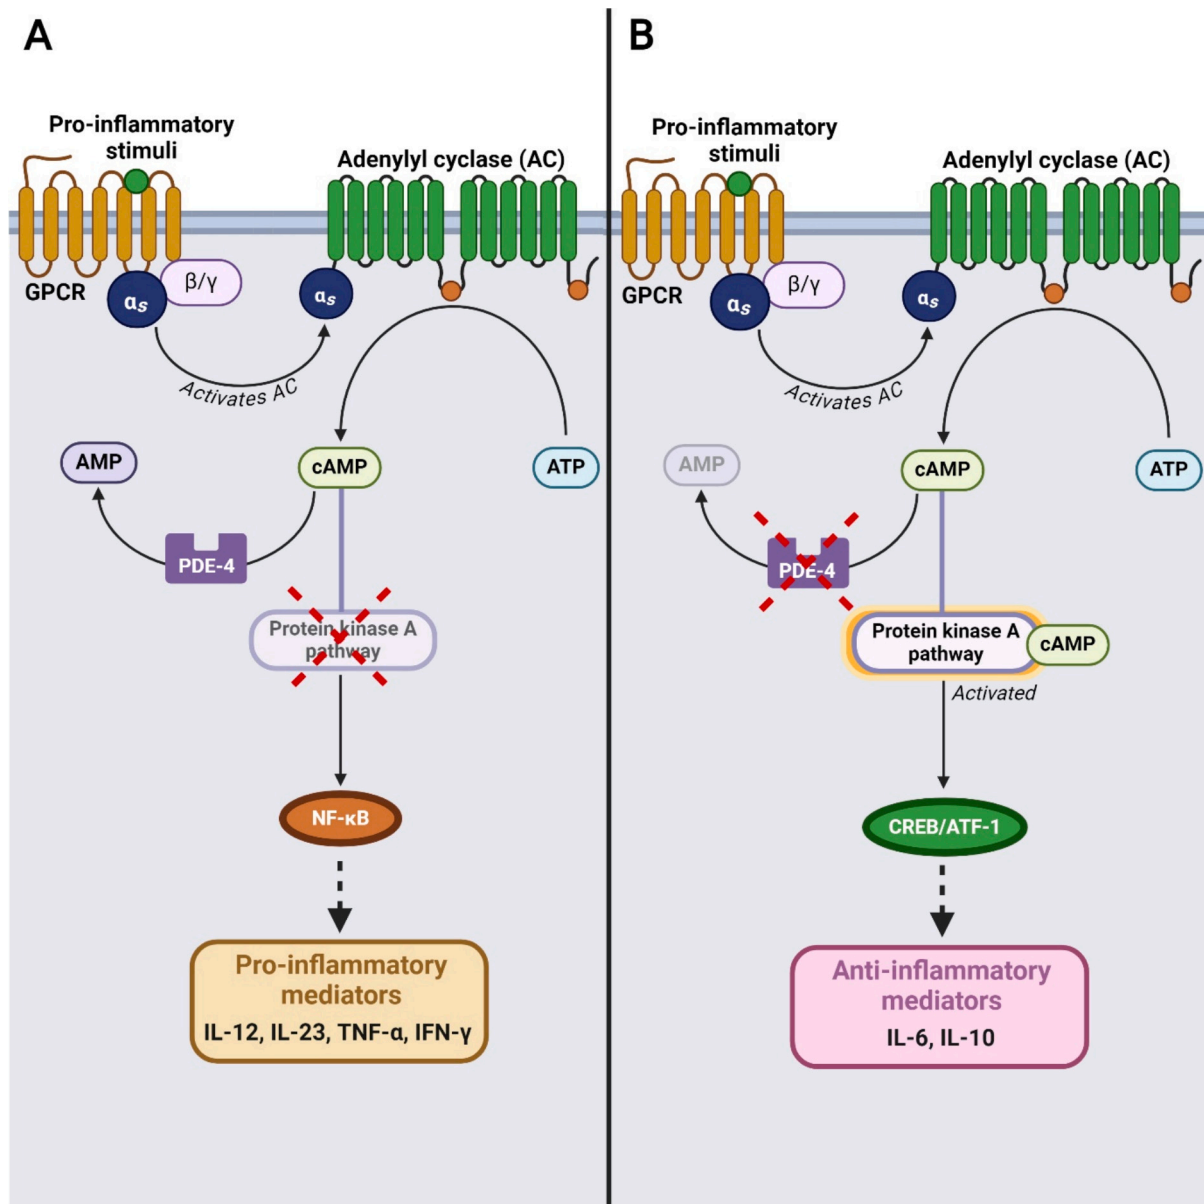 A
Pro-inflammatory
stimuli
Adenylyl cyclase (AC)
GPCR
αs
β/γ
αs
Activates AC
AMP
cAMP
ATP
PDE-4
Protein kinase A
pathway
NF-κB
Pro-inflammatory
mediators
IL-12, IL-23, TNF-α, IFN-γ
B
Pro-inflammatory
stimuli
Adenylyl cyclase (AC)
GPCR
αs
β/γ
αs
Activates AC
AMP
cAMP
ATP
PDE-4
Protein kinase A
pathway
cAMP
Activated
CREB/ATF-1
Anti-inflammatory
mediators
IL-6, IL-10